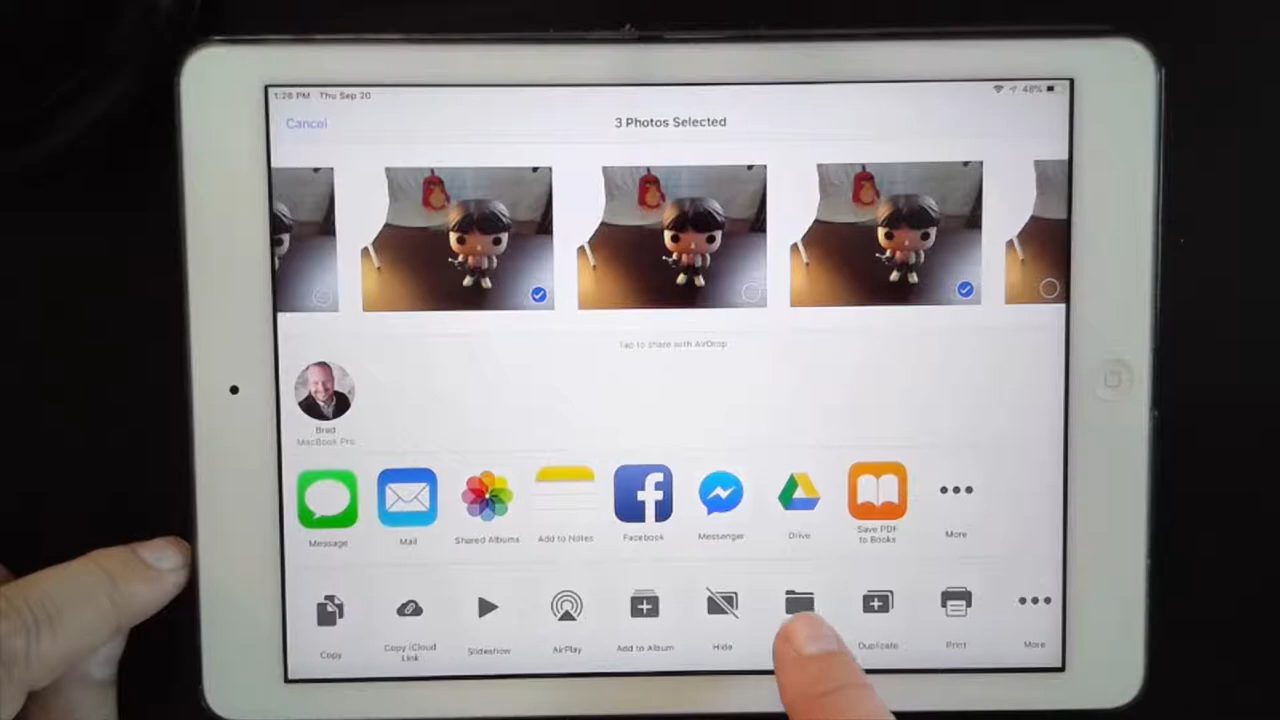 1:28 PM Thu Sep 20
48%
Cancel
3 Photos Selected
Tap to share with AirDrop
Brad
MacBook Pro
Message
Mail
Shared Albums
Add to Notes
Facebook
Messenger
Drive
Save PDF
to Books
More
Copy
Copy iCloud
Link
Slideshow
AirPlay
Add to Album
Hide
Duplicate
Print
More